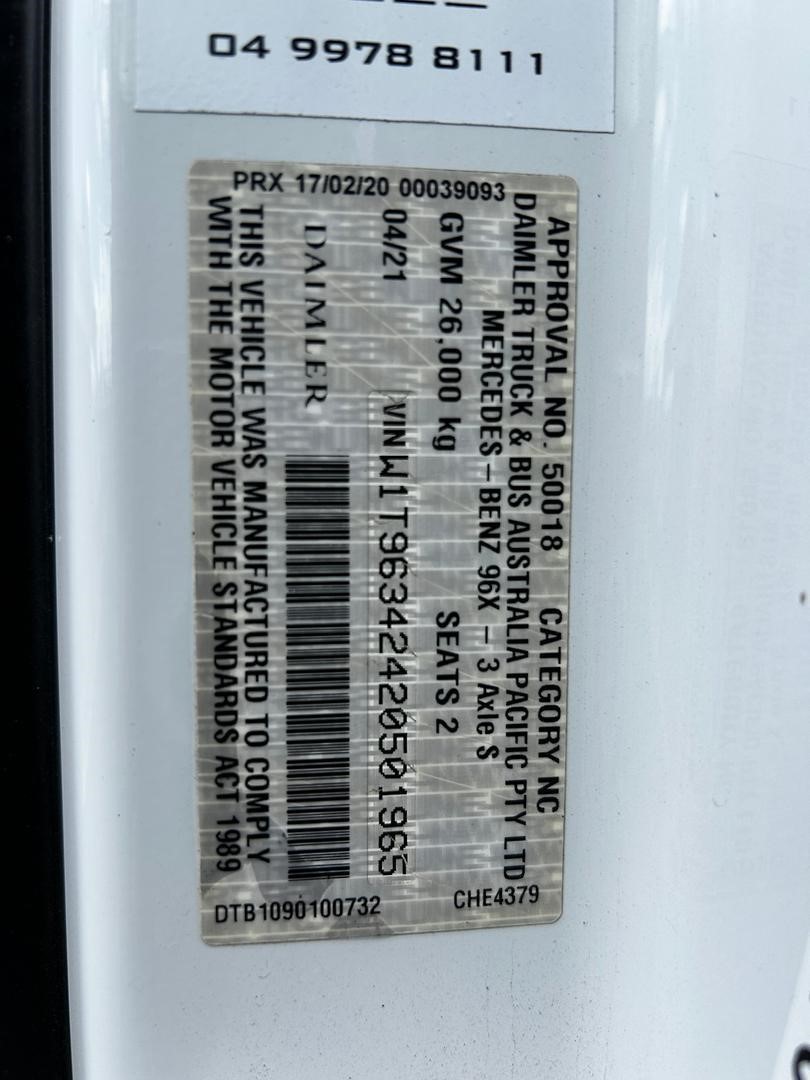 04 9978 8111
PRX 17/02/20 00039093
APPROVAL NO. 50018 CATEGORY NC
DAIMLER TRUCK & BUS AUSTRALIA PACIFIC PTY LTD
MERCEDES-BENZ 96X - 3 Axle S
GVM 26,000 kg SEATS 2
04/21 VIN W1T96342420501965
DAIMLER
THIS VEHICLE WAS MANUFACTURED TO COMPLY
WITH THE MOTOR VEHICLE STANDARDS ACT 1989
DTB1090100732 CHE4379